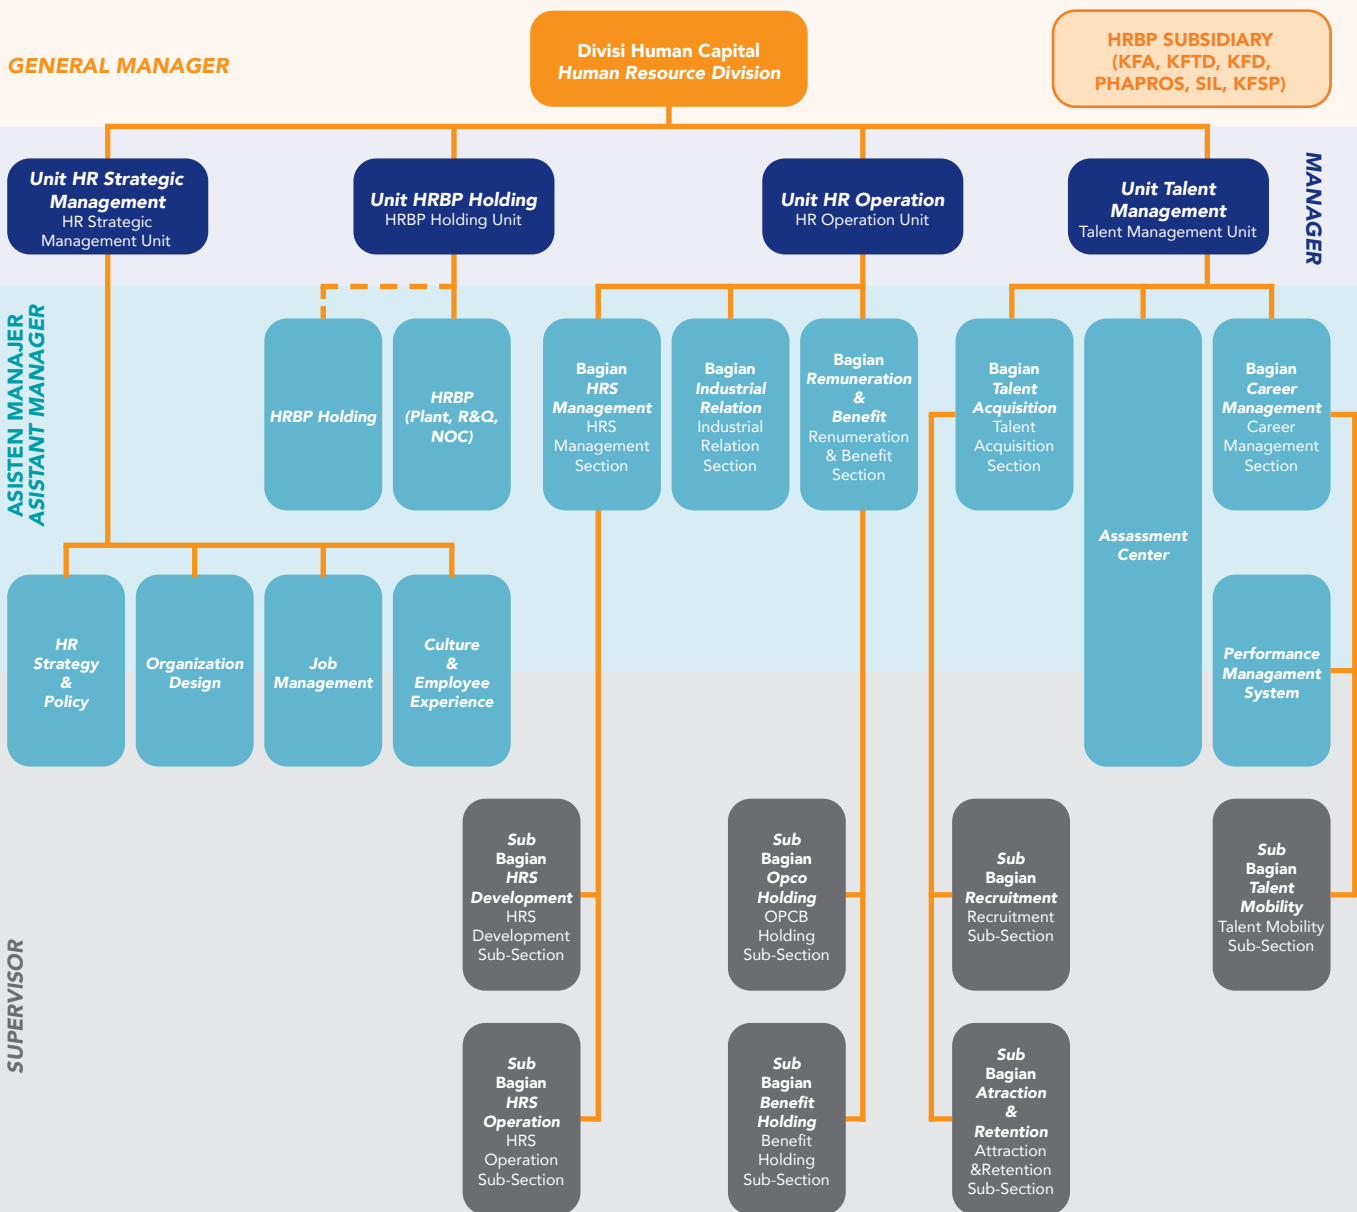 GENERAL MANAGER
Divisi Human Capital
Human Resource Division
HRBP SUBSIDIARY
(KFA, KFTD, KFD,
PHAPROS, SIL, KFSP)
MANAGER
Unit HR Strategic
Management
HR Strategic
Management Unit
Unit HRBP Holding
HRBP Holding Unit
Unit HR Operation
HR Operation Unit
Unit Talent
Management
Talent Management Unit
ASISTEN MANAJER
ASISTANT MANAGER
HRBP Holding
HRBP
(Plant, R&Q,
NOC)
Bagian
HRS
Management
HRS
Management
Section
Bagian
Industrial
Relation
Industrial
Relation
Section
Bagian
Remuneration
&
Benefit
Renumeration
& Benefit
Section
Bagian
Talent
Acquisition
Talent
Acquisition
Section
Assassment
Center
Bagian
Career
Management
Career
Management
Section
HR
Strategy
&
Policy
Organization
Design
Job
Management
Culture
&
Employee
Experience
Performance
Managament
System
SUPERVISOR
Sub
Bagian
HRS
Development
HRS
Development
Sub-Section
Sub
Bagian
Opco
Holding
OPCB
Holding
Sub-Section
Sub
Bagian
Recruitment
Recruitment
Sub-Section
Sub
Bagian
Talent
Mobility
Talent Mobility
Sub-Section
Sub
Bagian
HRS
Operation
HRS
Operation
Sub-Section
Sub
Bagian
Benefit
Holding
Benefit
Holding
Sub-Section
Sub
Bagian
Atraction
&
Retention
Attraction
&Retention
Sub-Section